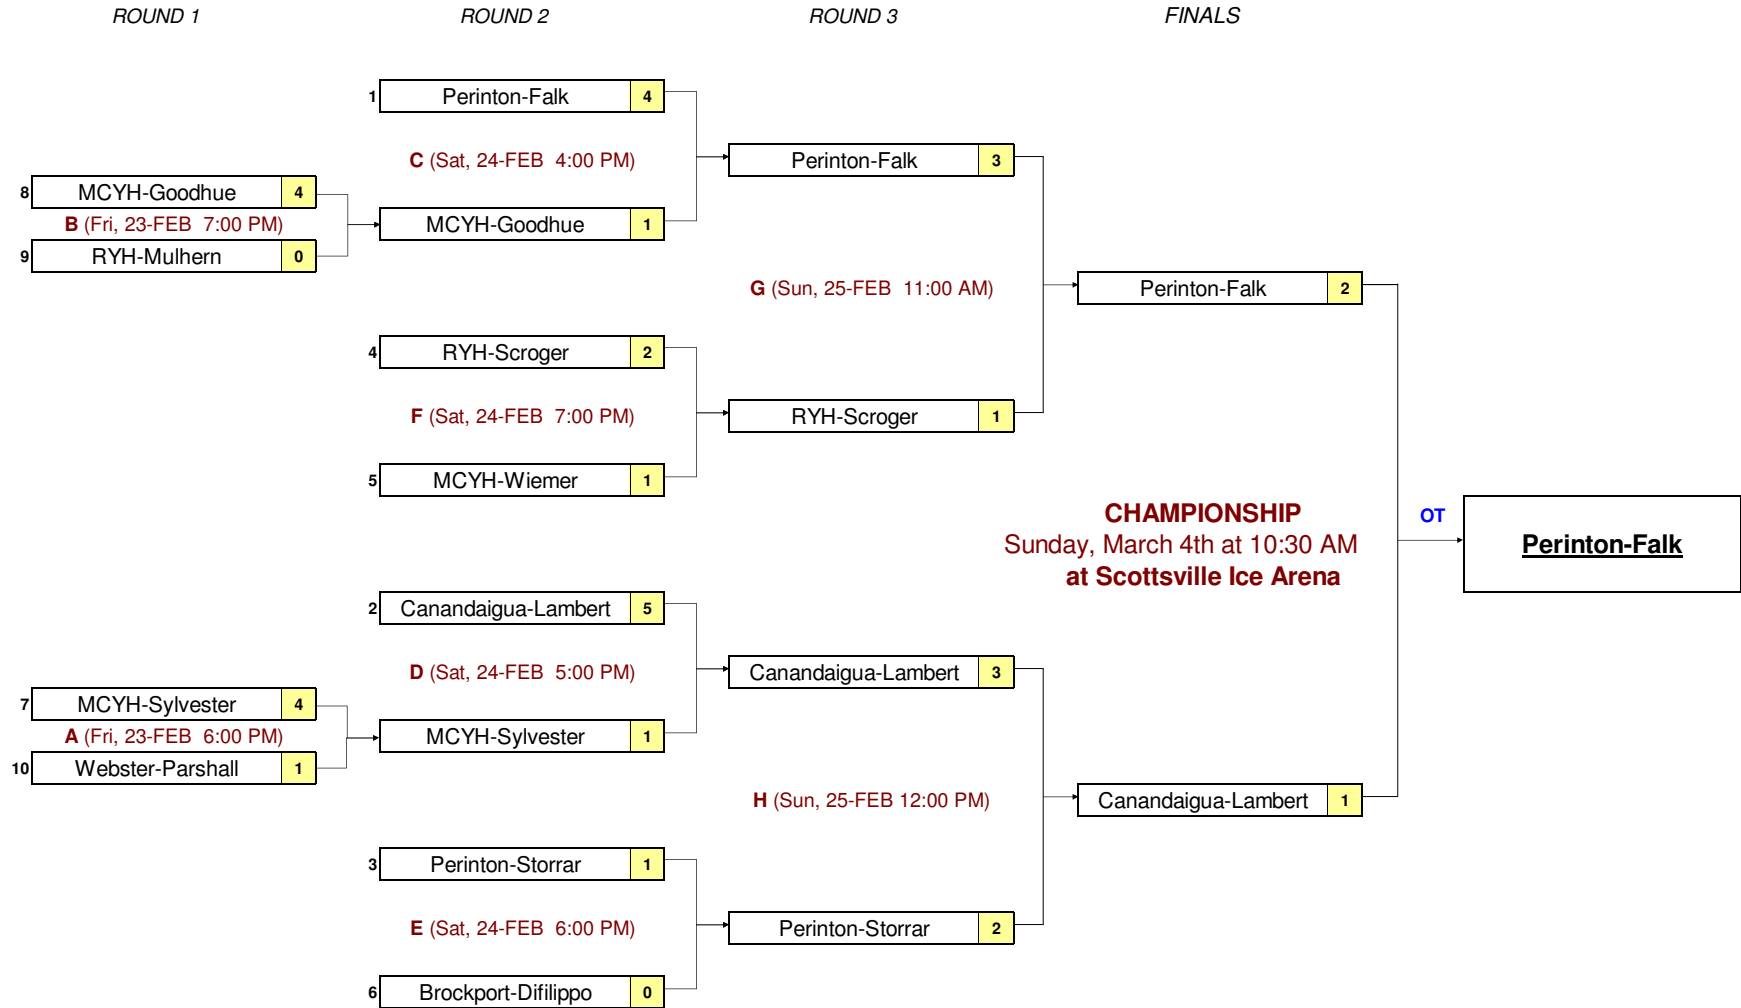 ROUND 1 ROUND 2 ROUND 3 FINALS
1 Perinton-Falk 4
C (Sat, 24-FEB 4:00 PM)
Perinton-Falk 3
8 MCYH-Goodhue 4
B (Fri, 23-FEB 7:00 PM)
MCYH-Goodhue 1
9 RYH-Mulhern 0
G (Sun, 25-FEB 11:00 AM)
Perinton-Falk 2
4 RYH-Scroger 2
F (Sat, 24-FEB 7:00 PM)
RYH-Scroger 1
5 MCYH-Wiemer 1
CHAMPIONSHIP
Sunday, March 4th at 10:30 AM
at Scottsville Ice Arena
OT
Perinton-Falk
2 Canandaigua-Lambert 5
D (Sat, 24-FEB 5:00 PM)
Canandaigua-Lambert 3
7 MCYH-Sylvester 4
A (Fri, 23-FEB 6:00 PM)
MCYH-Sylvester 1
10 Webster-Parshall 1
H (Sun, 25-FEB 12:00 PM)
Canandaigua-Lambert 1
3 Perinton-Storrar 1
E (Sat, 24-FEB 6:00 PM)
Perinton-Storrar 2
6 Brockport-Difilippo 0